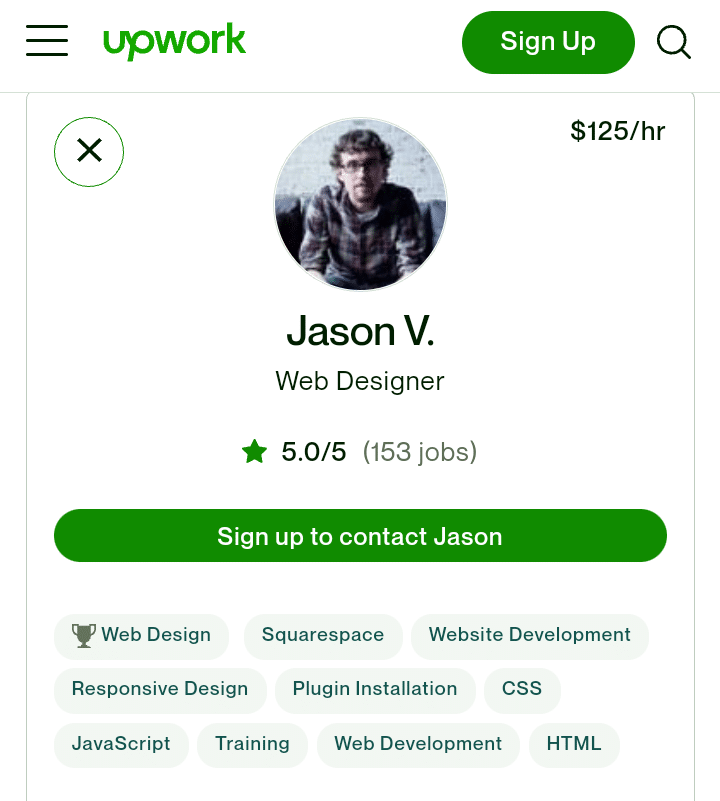 upwork
Sign Up
$125/hr
Jason V.
Web Designer
5.0/5 (153 jobs)
Sign up to contact Jason
Web Design Squarespace Website Development
Responsive Design Plugin Installation CSS
JavaScript Training Web Development HTML